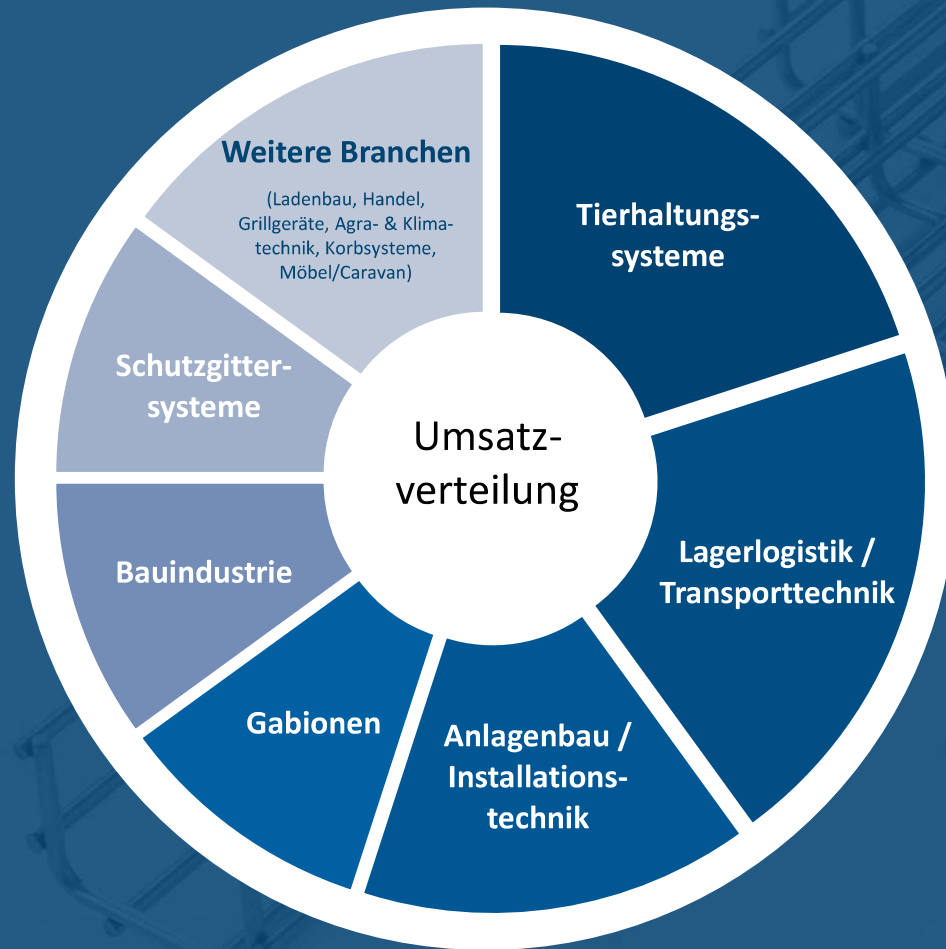 Umsatz-
verteilung
Tierhaltungs-
systeme
Lagerlogistik /
Transporttechnik
Anlagenbau /
Installations-
technik
Gabionen
Bauindustrie
Schutzgitter-
systeme
Weitere Branchen
(Ladenbau, Handel,
Grillgeräte, Agra- & Klima-
technik, Korbsysteme,
Möbel/Caravan)